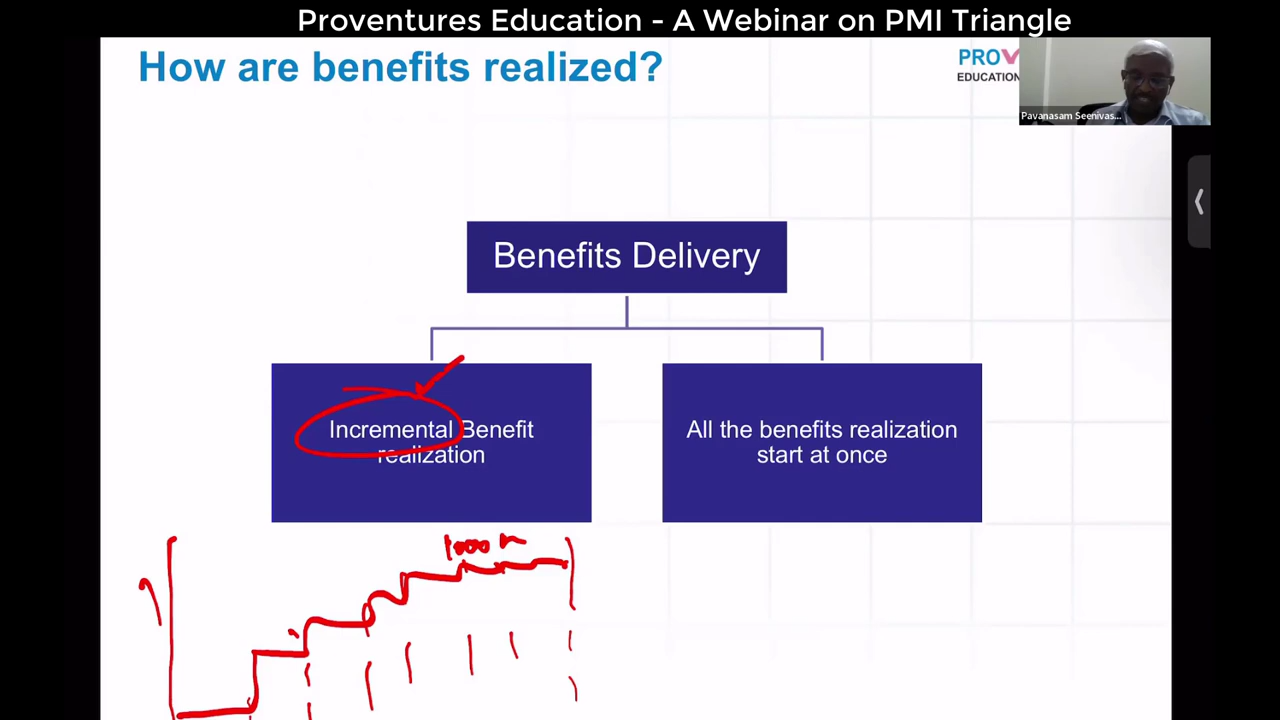 Proventures Education - A Webinar on PMI Triangle
How are benefits realized?
PROV
EDUCATION
Pavanasam Seenivas...
Benefits Delivery
Incremental Benefit
realization
All the benefits realization
start at once